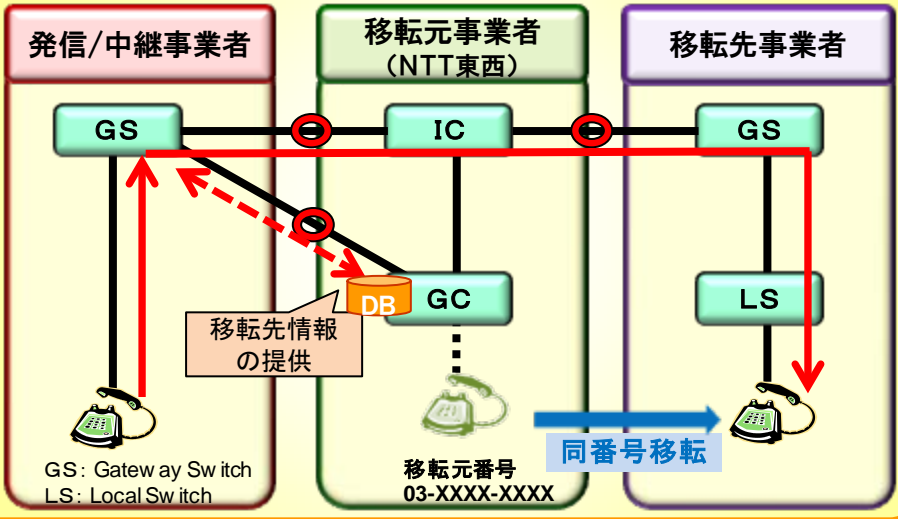 発信/中継事業者
移転元事業者
（NTT東西）
移転先事業者
GS
IC
GS
DB
GC
LS
移転先情報
の提供
同番号移転
移転元番号
03-XXXX-XXXX
GS: Gateway Switch
LS: Local Switch